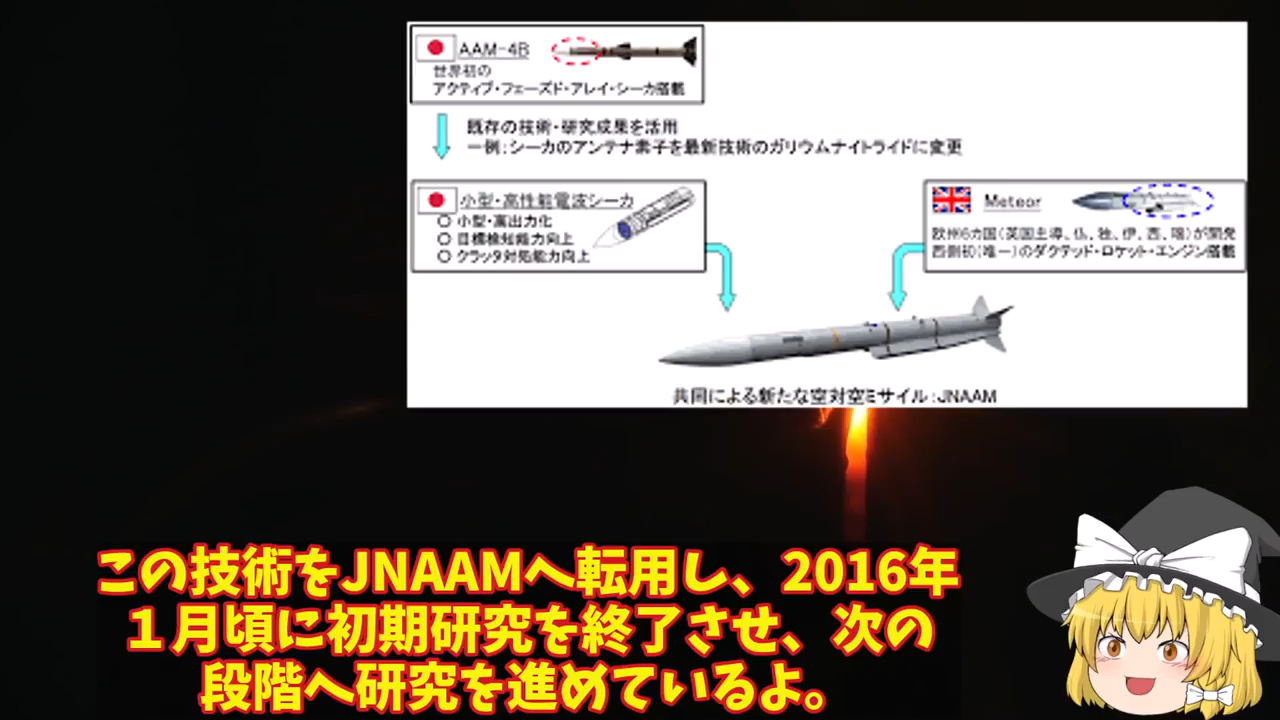 AAM-4B
世界初の
アクティブ・フェーズド・アレイ・シーカ搭載
既存の技術・研究成果を活用
一例:シーカのアンテナ素子を最新技術のガリウムナイトライドに変更
小型・高性能電波シーカ
○ 小型・高出力化
○ 目標検知能力向上
○ クラッタ対処能力向上
Meteor
欧州6カ国(英国主導、仏、独、伊、西、瑞)が開発
西側初(唯一)のダクテッド・ロケット・エンジン搭載
共同による新たな空対空ミサイル:JNAAM
この技術をJNAAMへ転用し、2016年
１月頃に初期研究を終了させ、次の
段階へ研究を進めているよ。